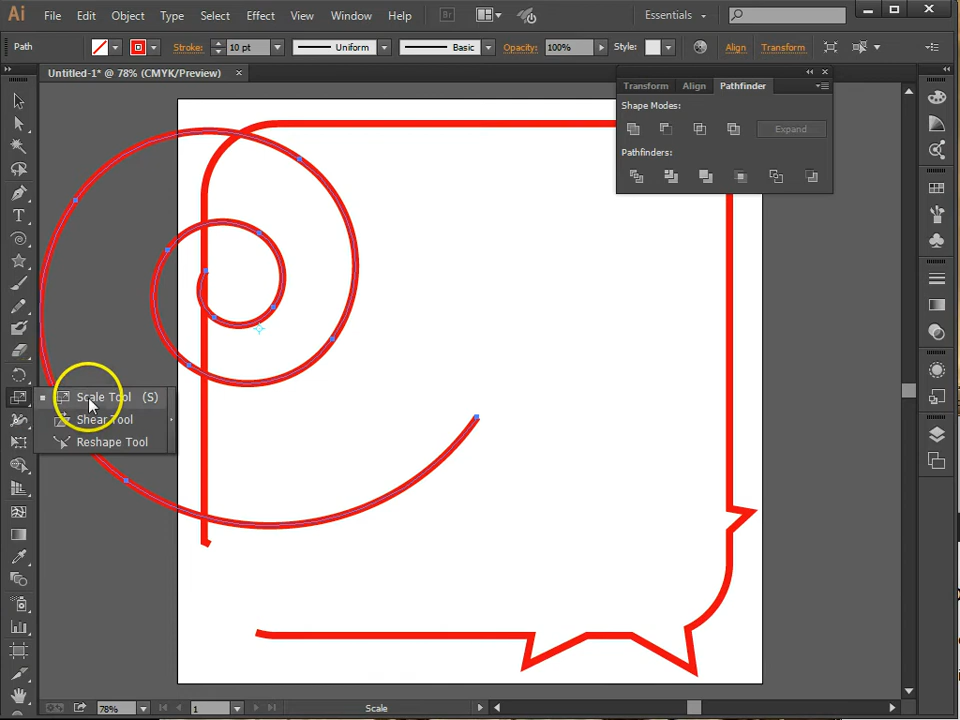 Ai File Edit Object Type Select Effect View Window Help Br Essentials
Path Stroke: 10 pt Uniform Basic Opacity: 100% Style: Align Transform
Untitled-1* @ 78% (CMYK/Preview)
Transform Align Pathfinder
Shape Modes:
Expand
Pathfinders:
T
Scale Tool (S)
Shear Tool
Reshape Tool
78% 1 Scale